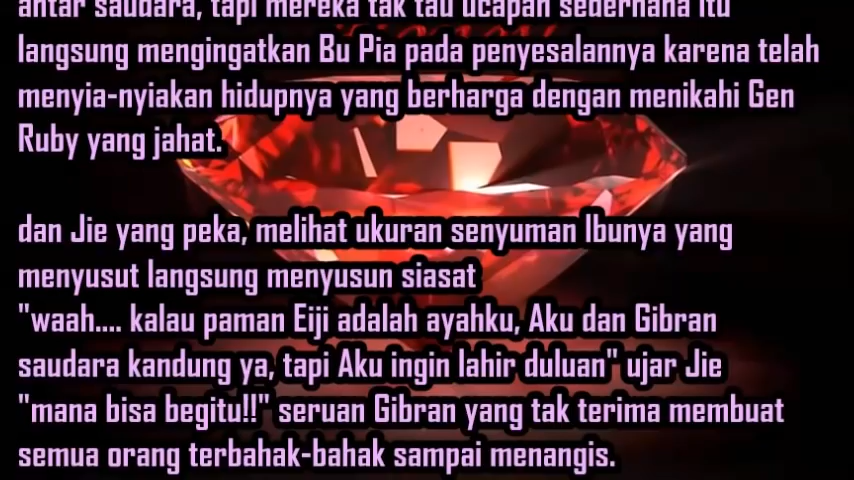 antar saudara, tapi mereka tak tau ucapan sederhana itu
langsung mengingatkan Bu Pia pada penyesalannya karena telah
menyia-nyiakan hidupnya yang berharga dengan menikahi Gen
Ruby yang jahat.
dan Jie yang peka, melihat ukuran senyuman Ibunya yang
menyusut langsung menyusun siasat
"waah.... kalau paman Eiji adalah ayahku, Aku dan Gibran
saudara kandung ya, tapi Aku ingin lahir duluan" ujar Jie
"mana bisa begitu!!" seruan Gibran yang tak terima membuat
semua orang terbahak-bahak sampai menangis.